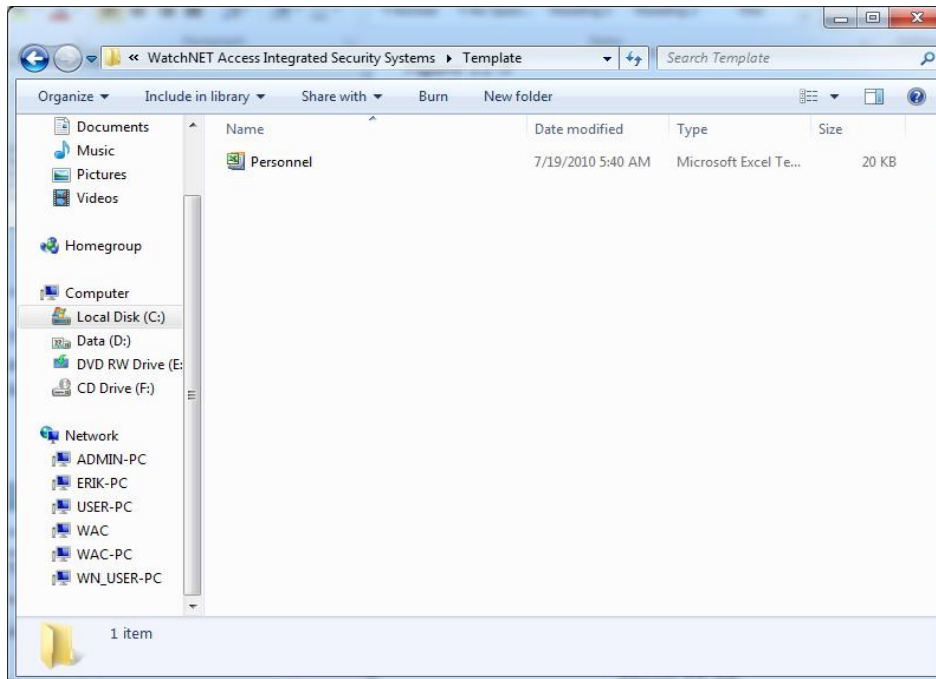 « WatchNET Access Integrated Security Systems ▸ Template
Search Template
Organize Include in library Share with Burn New folder
Name Date modified Type Size
Personnel 7/19/2010 5:40 AM Microsoft Excel Te... 20 KB
Documents
Music
Pictures
Videos
Homegroup
Computer
Local Disk (C:)
Data (D:)
DVD RW Drive (E:
CD Drive (F:)
Network
ADMIN-PC
ERIK-PC
USER-PC
WAC
WAC-PC
WN_USER-PC
1 item